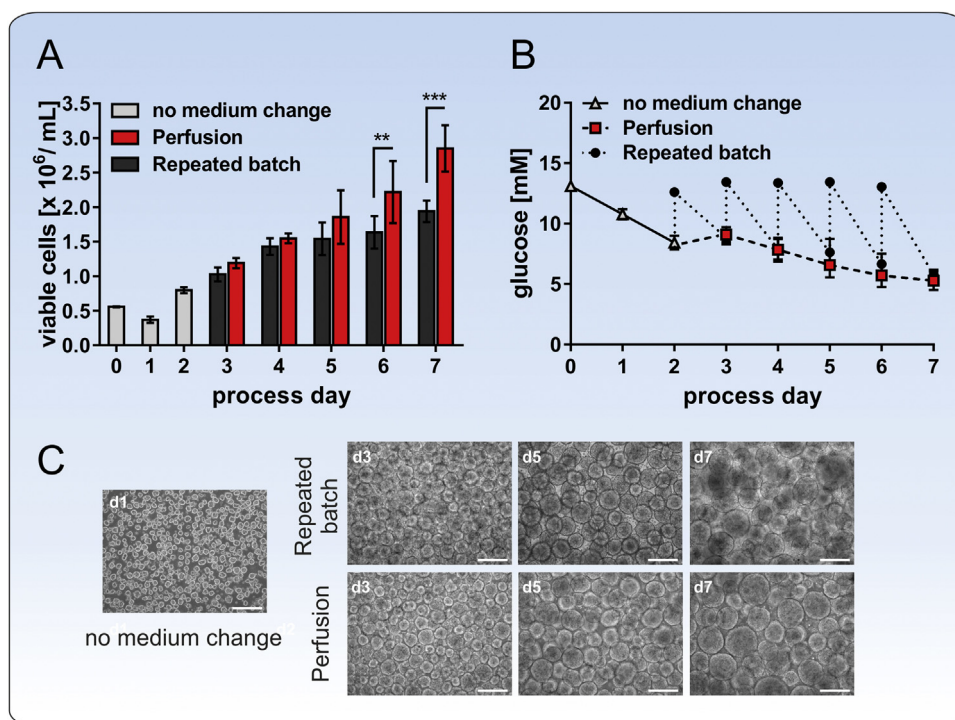 A
viable cells [x 10⁶/ mL]
3.5
3.0
2.5
2.0
1.5
1.0
0.5
0.0
no medium change
Perfusion
Repeated batch
**
***
0 1 2 3 4 5 6 7
process day
B
glucose [mM]
20
15
10
5
0
no medium change
Perfusion
Repeated batch
0 1 2 3 4 5 6 7
process day
C
d1
no medium change
d1
d2
Repeated
batch
d3
d5
d7
Perfusion
d3
d5
d7